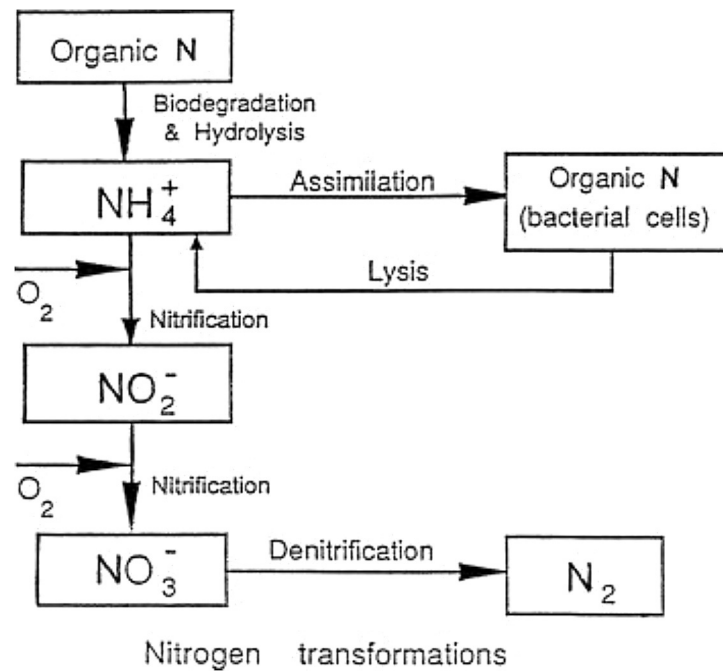 Organic N
Biodegradation
& Hydrolysis
NH₄⁺
Assimilation
Organic N
(bacterial cells)
Lysis
O₂
Nitrification
NO₂⁻
O₂
Nitrification
NO₃⁻
Denitrification
N₂
Nitrogen transformations